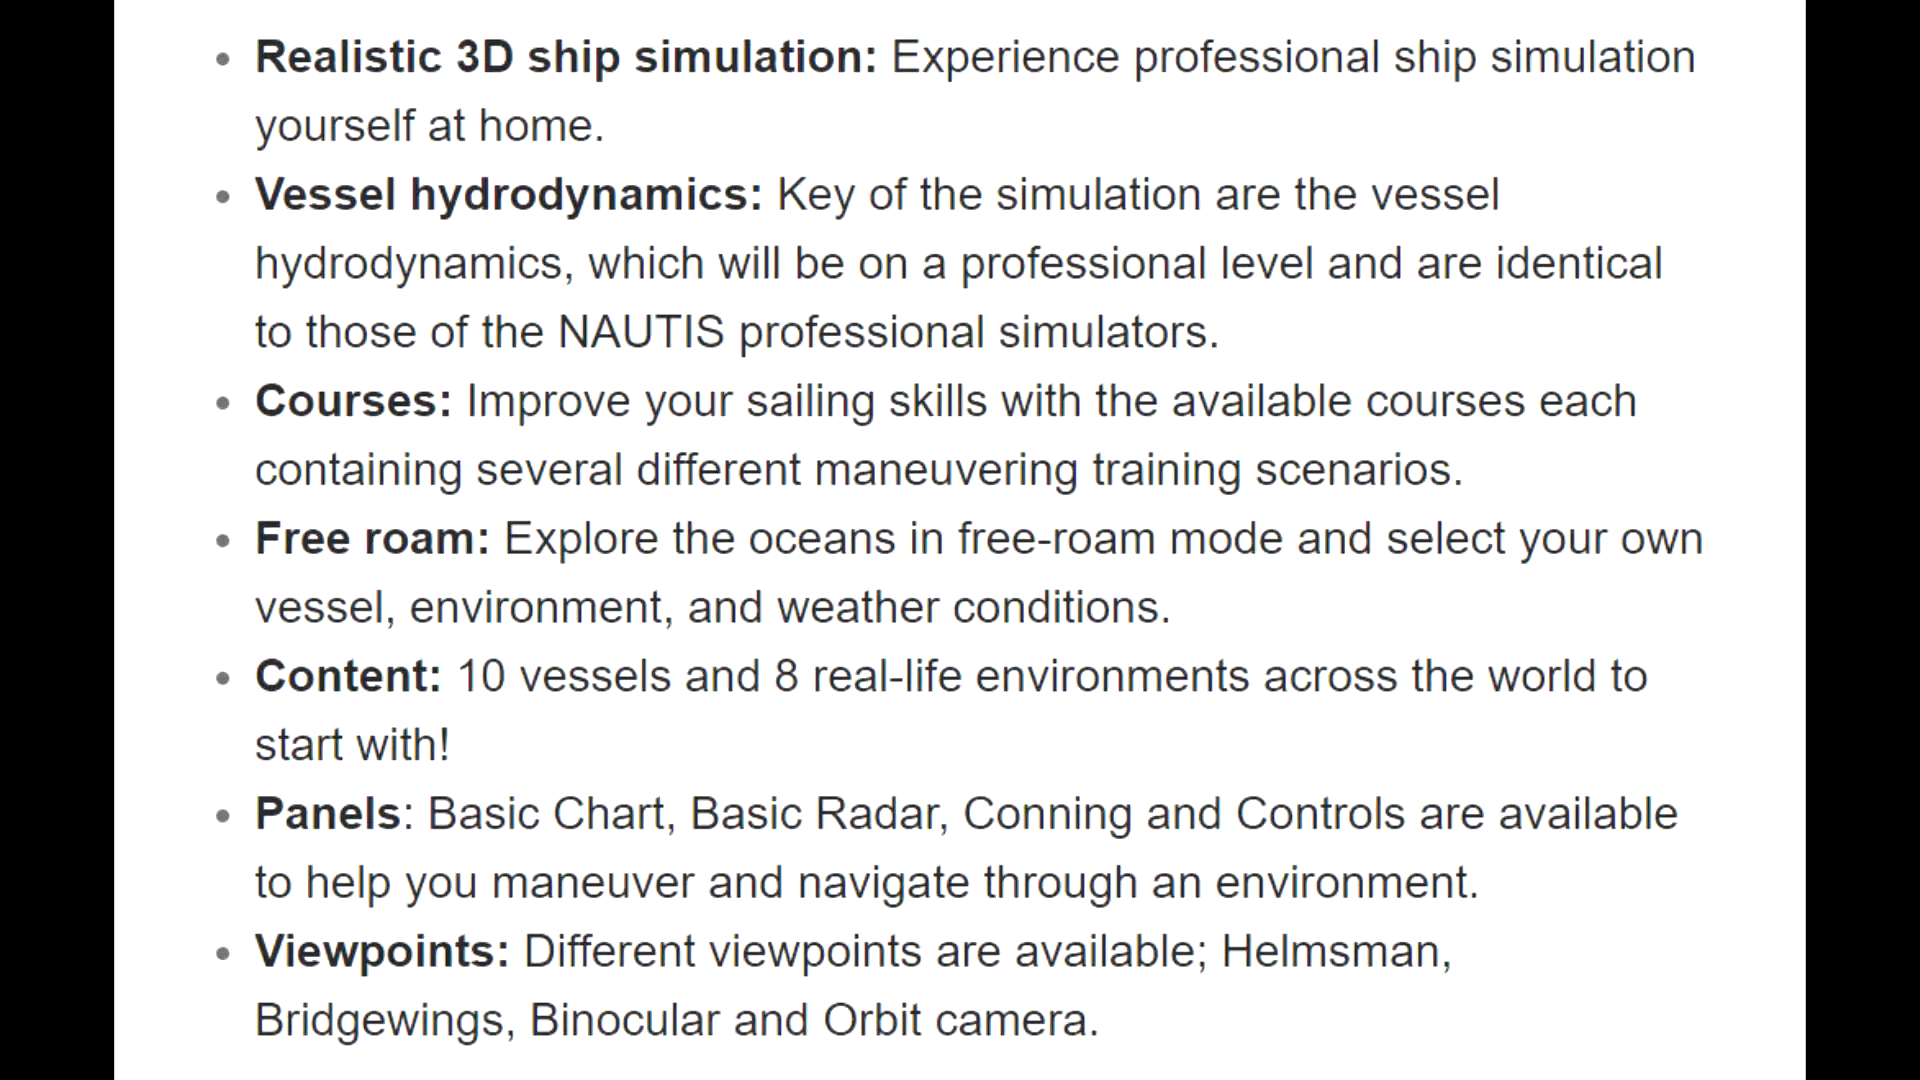 • Realistic 3D ship simulation: Experience professional ship simulation
yourself at home.
• Vessel hydrodynamics: Key of the simulation are the vessel
hydrodynamics, which will be on a professional level and are identical
to those of the NAUTIS professional simulators.
• Courses: Improve your sailing skills with the available courses each
containing several different maneuvering training scenarios.
• Free roam: Explore the oceans in free-roam mode and select your own
vessel, environment, and weather conditions.
• Content: 10 vessels and 8 real-life environments across the world to
start with!
• Panels: Basic Chart, Basic Radar, Conning and Controls are available
to help you maneuver and navigate through an environment.
• Viewpoints: Different viewpoints are available; Helmsman,
Bridgewings, Binocular and Orbit camera.